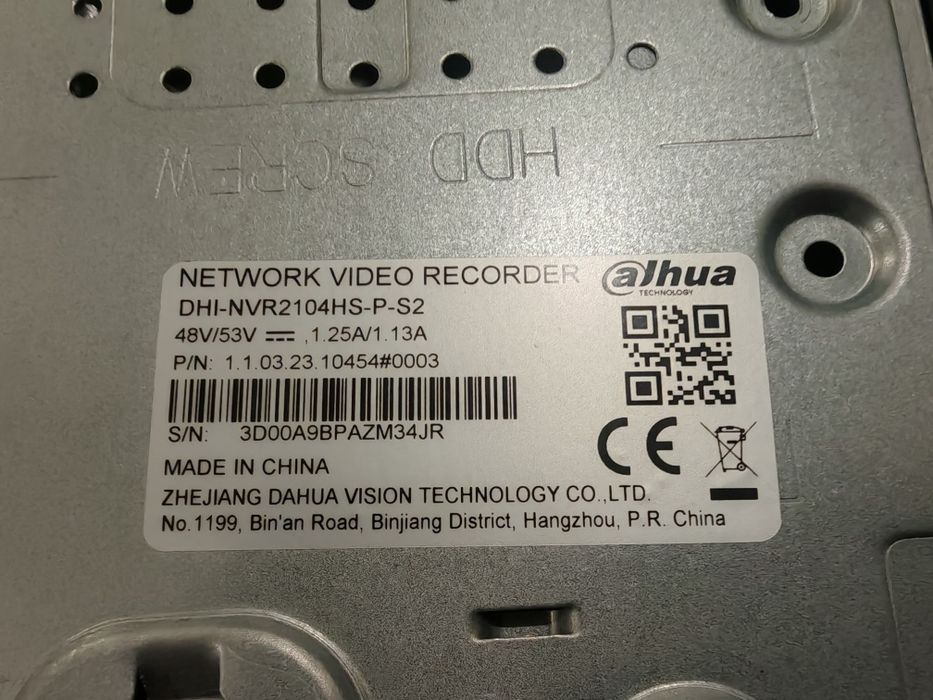 HDD SCREW
NETWORK VIDEO RECORDER
alhua
TECHNOLOGY
DHI-NVR2104HS-P-S2
48V/53V ⎓ ,1.25A/1.13A
P/N: 1.1.03.23.10454#0003
S/N: 3D00A9BPAZM34JR
CE
MADE IN CHINA
ZHEJIANG DAHUA VISION TECHNOLOGY CO.,LTD.
No.1199, Bin'an Road, Binjiang District, Hangzhou, P.R. China